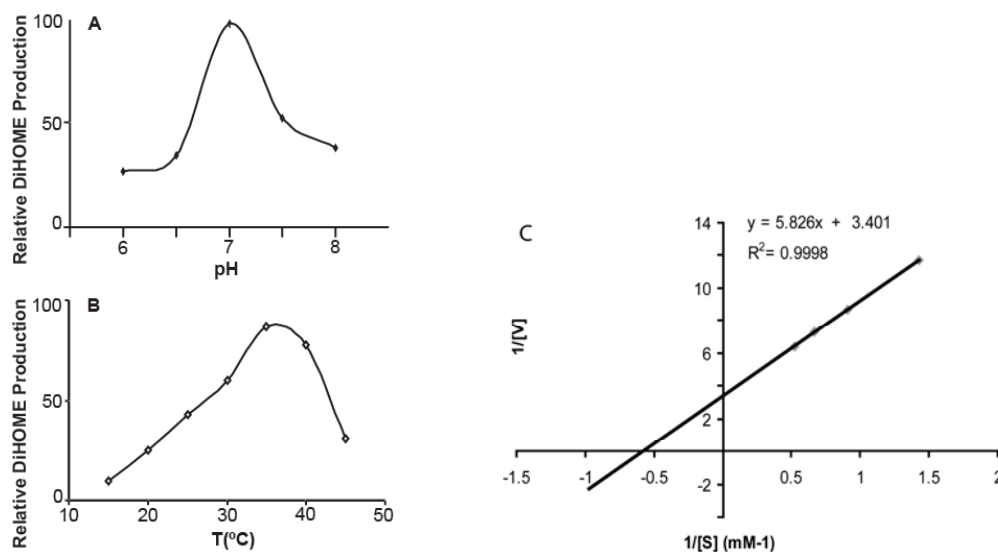 A
Relative DiHOME Production
100
50
0
6
7
8
pH
B
Relative DiHOME Production
100
50
0
10
20
30
40
50
T(ºC)
C
y = 5.826x + 3.401
R2= 0.9998
1/[V]
14
10
6
2
-2
-1.5
-1
-0.5
0.5
1
1.5
2
1/[S] (mM-1)